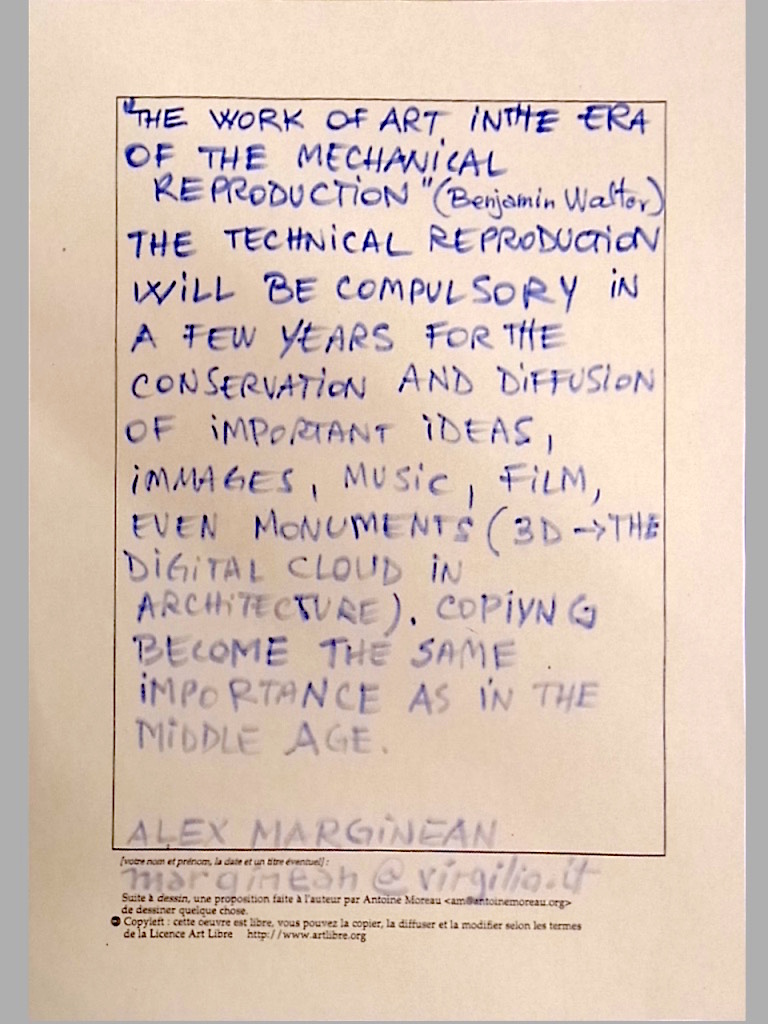 "THE WORK OF ART iNTHE ERA
OF THE MECHANiCAL
REPRODUCTiON" (Benjamin Walter)
THE TECHNICAL REPRODUCTiON
WiLL BE COMPULSORY iN
A FEW YEARS FOR THE
CONSERVATiON AND DiFFUSiON
OF iMPORTANT iDEAS,
iMMAGES, MUSiC, FiLM,
EVEN MONUMENTS (3D →THE
DiGiTAL CLOUD iN
ARCHiTECTURE). COPiYNG
BECOME THE SAME
iMPORTANCE AS iN THE
MiDDLE AGE.
ALEX MARGiNEAN
[votre nom et prénom, la date et un titre éventuel] :
marginean@virgilio.it
Suite à dessin, une proposition faite à l'auteur par Antoine Moreau <am@antoinemoreau.org>
de dessiner quelque chose.
Copyleft : cette oeuvre est libre, vous pouvez la copier, la diffuser et la modifier selon les termes
de la Licence Art Libre http://www.artlibre.org